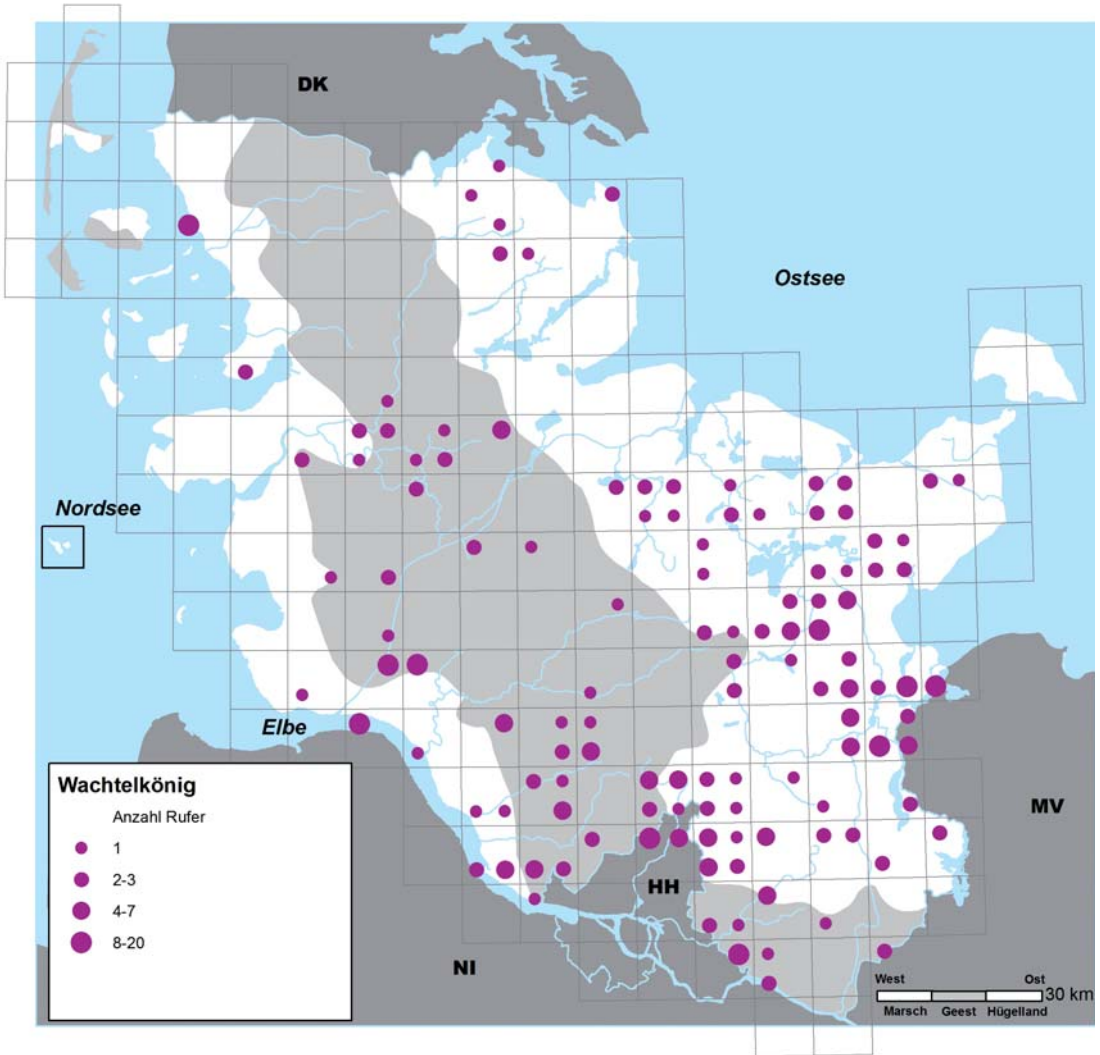 DK
Ostsee
Nordsee
Elbe
Wachtelkönig
Anzahl Rufer
1
2-3
4-7
8-20
MV
HH
NI
West Ost
30 km
Marsch Geest Hügelland